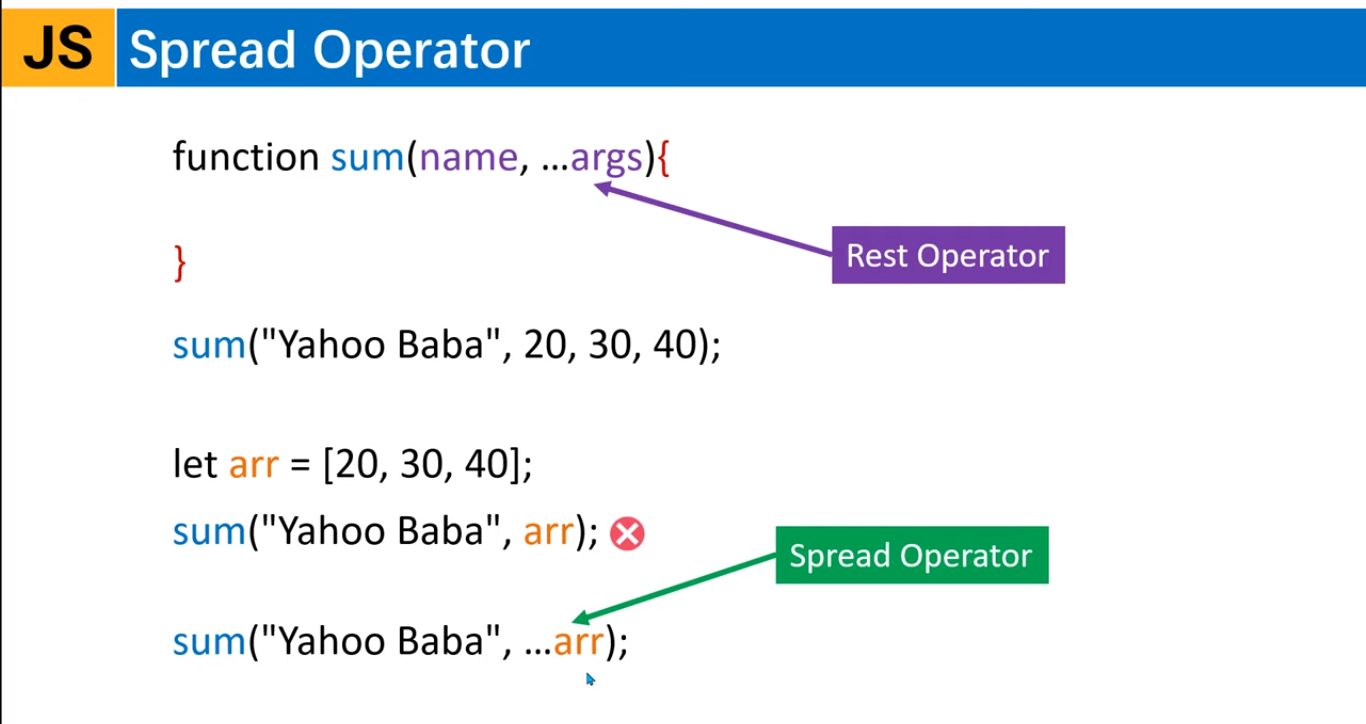 JS Spread Operator
function sum(name, ...args){
Rest Operator
}
sum("Yahoo Baba", 20, 30, 40);
let arr = [20, 30, 40];
sum("Yahoo Baba", arr);
Spread Operator
sum("Yahoo Baba", ...arr);